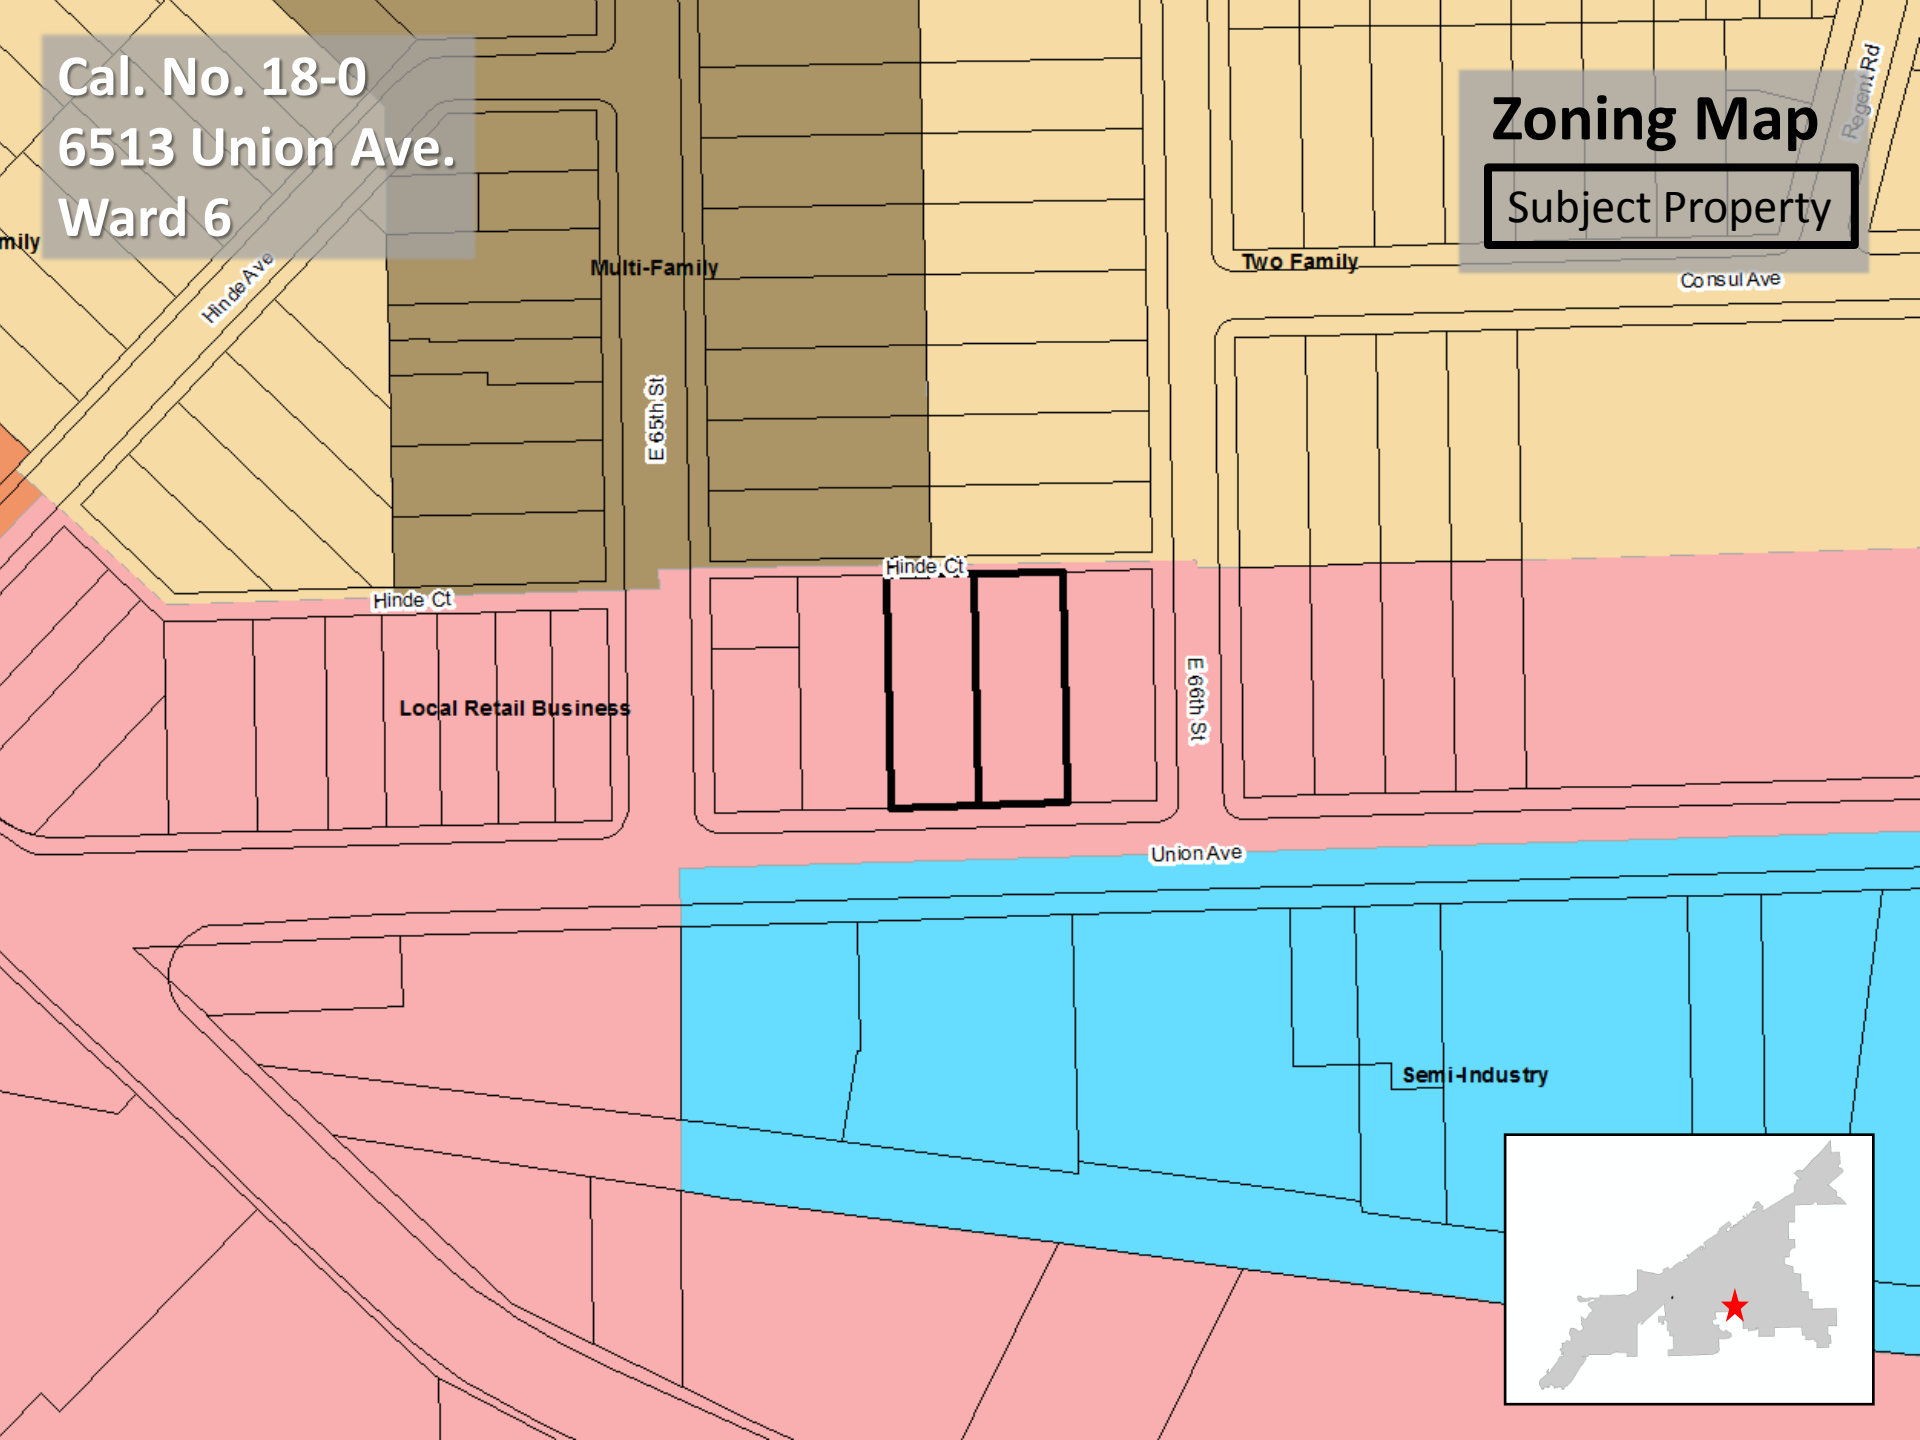 Cal. No. 18-0
6513 Union Ave.
Ward 6
Zoning Map
Subject Property
Regent Rd
mily
Hinde Ave
Multi-Family
Two Family
Consul Ave
E 65th St
Hinde Ct
Hinde Ct
Local Retail Business
E 66th St
Union Ave
Semi-Industry